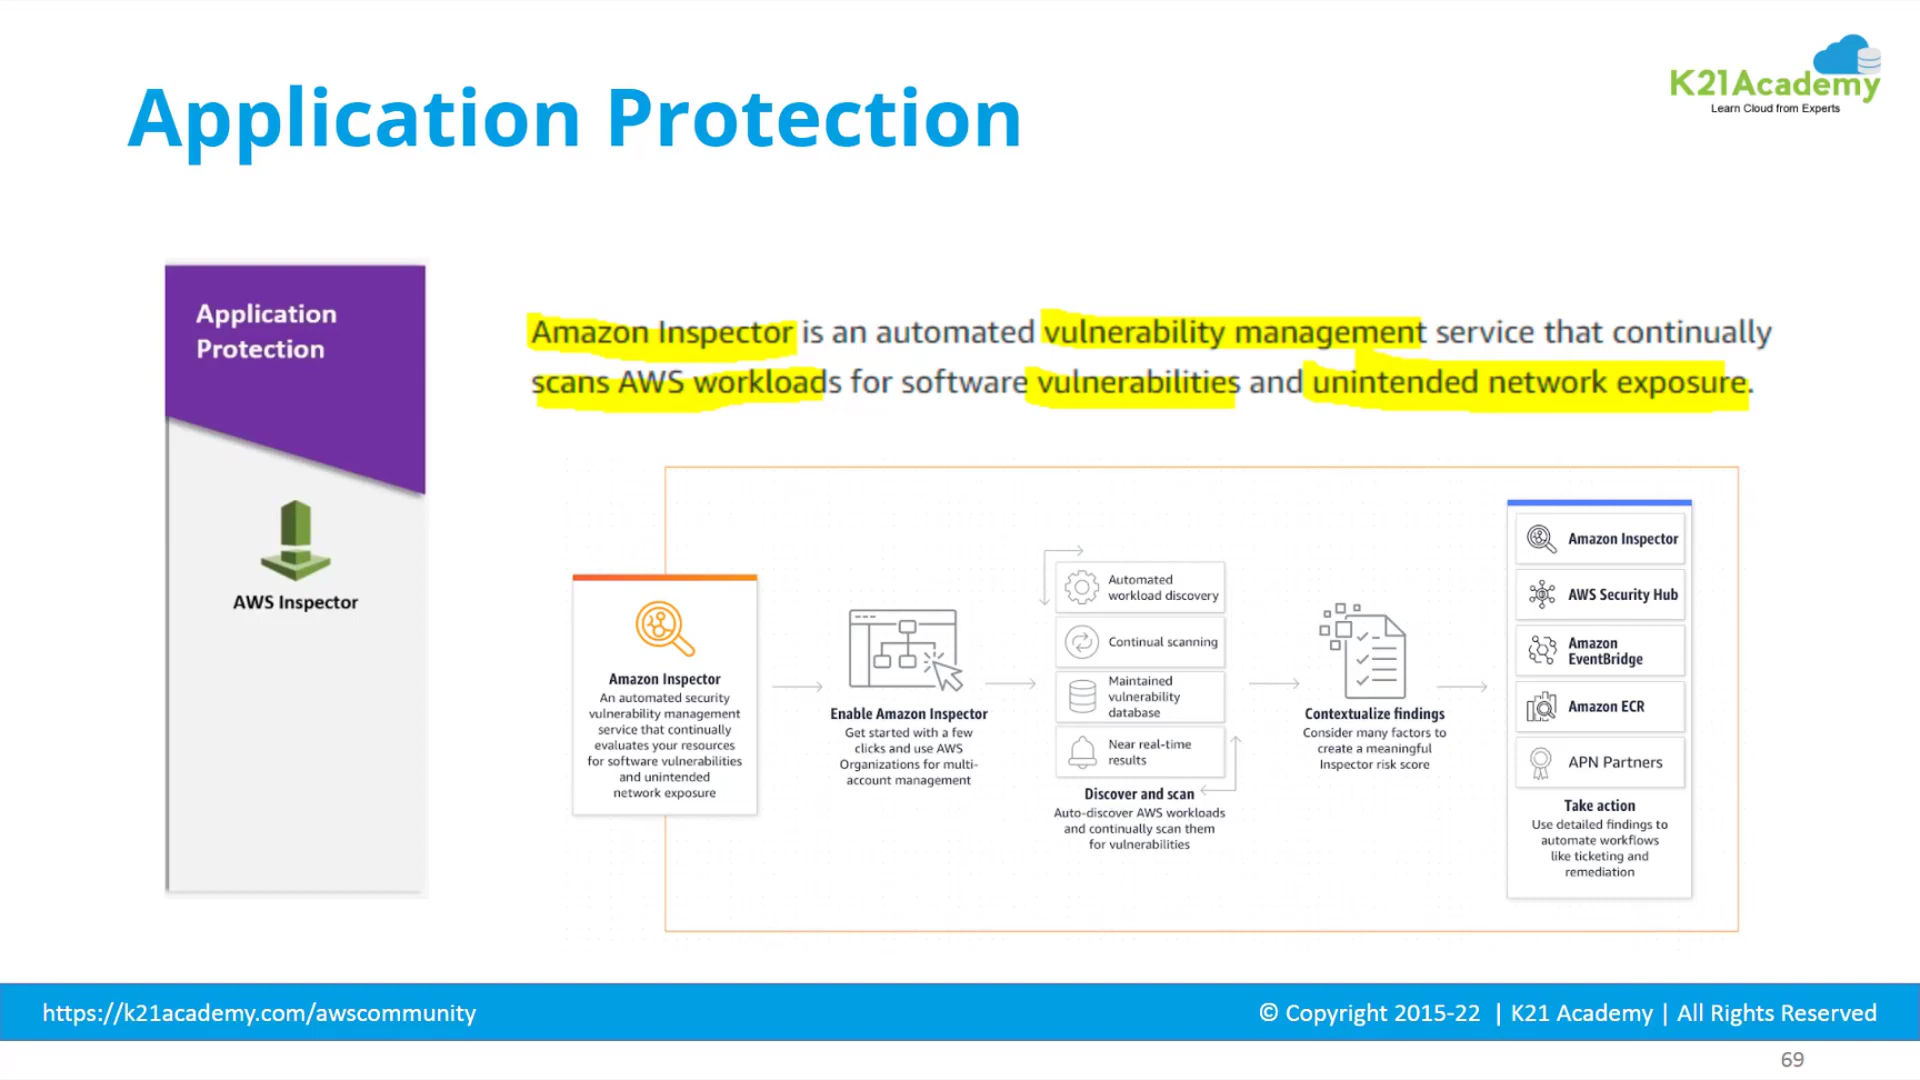 K21Academy
Learn Cloud from Experts
Application Protection
Application
Protection
AWS Inspector
Amazon Inspector is an automated vulnerability management service that continually
scans AWS workloads for software vulnerabilities and unintended network exposure.
Amazon Inspector
An automated security
vulnerability management
service that continually
evaluates your resources
for software vulnerabilities
and unintended
network exposure
Enable Amazon Inspector
Get started with a few
clicks and use AWS
Organizations for multi-
account management
Automated
workload discovery
Continual scanning
Maintained
vulnerability
database
Near real-time
results
Discover and scan
Auto-discover AWS workloads
and continually scan them
for vulnerabilities
Contextualize findings
Consider many factors to
create a meaningful
Inspector risk score
Amazon Inspector
AWS Security Hub
Amazon
EventBridge
Amazon ECR
APN Partners
Take action
Use detailed findings to
automate workflows
like ticketing and
remediation
https://k21academy.com/awscommunity
© Copyright 2015-22 | K21 Academy | All Rights Reserved
69